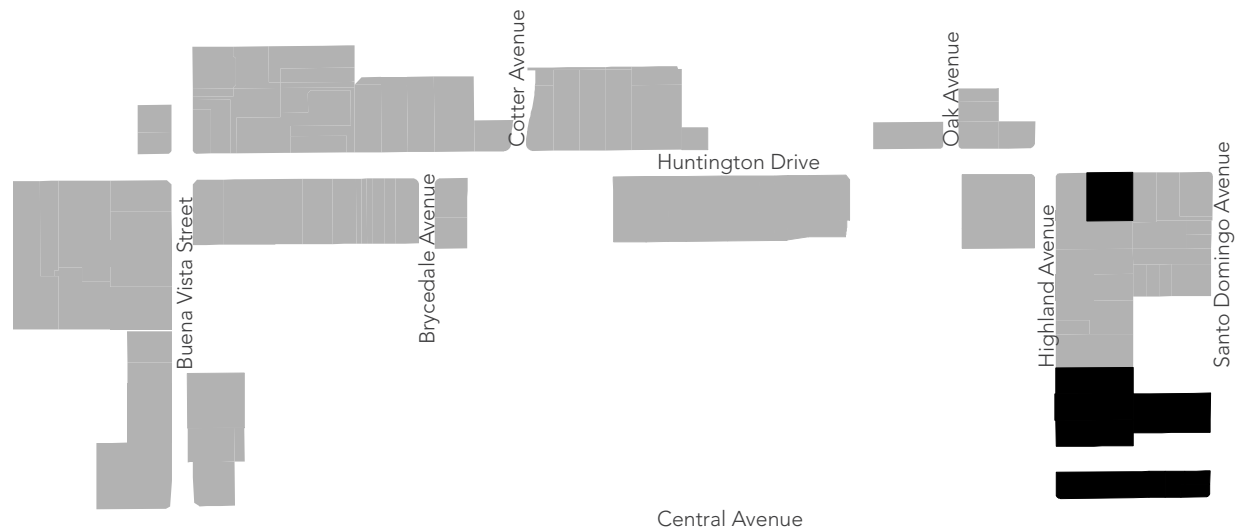 Cotter Avenue
Oak Avenue
Huntington Drive
Buena Vista Street
Brycedale Avenue
Highland Avenue
Santo Domingo Avenue
Central Avenue